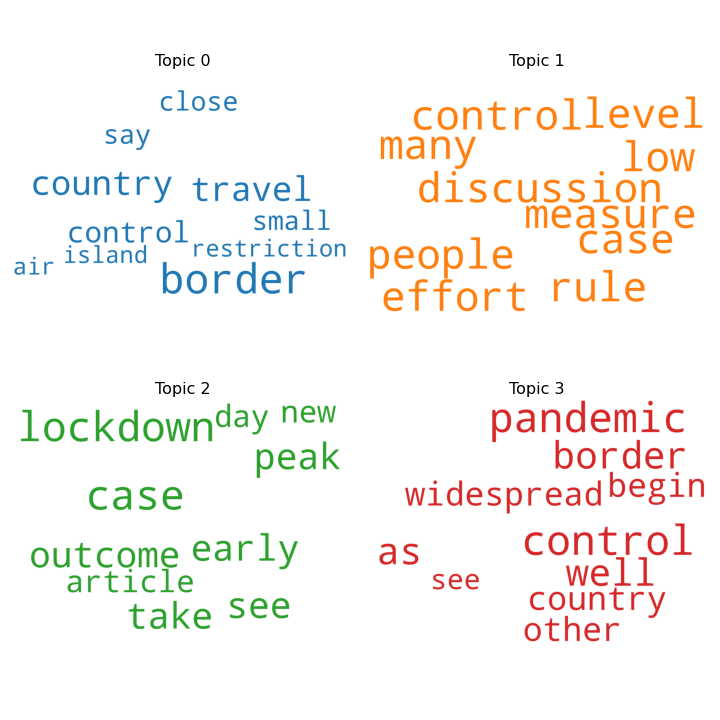 Topic 0
close
say
country travel
small
control
restriction
island
air
border
Topic 1
control level
many
low
discussion
measure
case
people
rule
effort
Topic 2
lockdown day new
peak
case
early
outcome
article
see
take
Topic 3
pandemic
border
begin
widespread
control
as
well
see
country
other